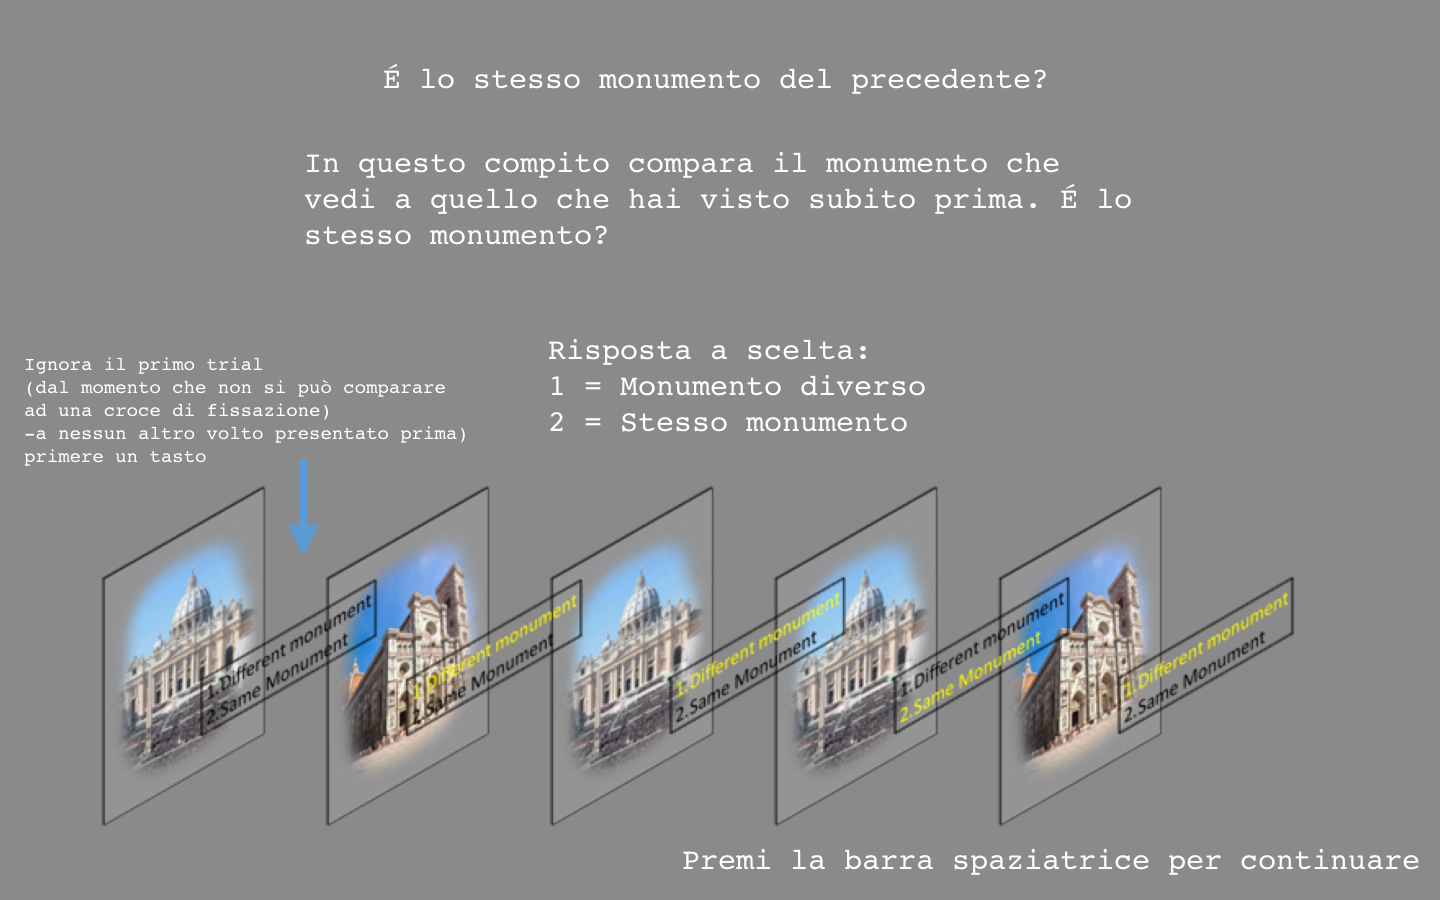 É lo stesso monumento del precedente?
In questo compito compara il monumento che
vedi a quello che hai visto subito prima. É lo
stesso monumento?
Ignora il primo trial
(dal momento che non si può comparare
ad una croce di fissazione)
-a nessun altro volto presentato prima)
primere un tasto
Risposta a scelta:
1 = Monumento diverso
2 = Stesso monumento
1.Different monument
2.Same Monument
1.Different monument
2.Same Monument
1.Different monument
2.Same Monument
1.Different monument
2.Same Monument
1.Different monument
2.Same Monument
Premi la barra spaziatrice per continuare